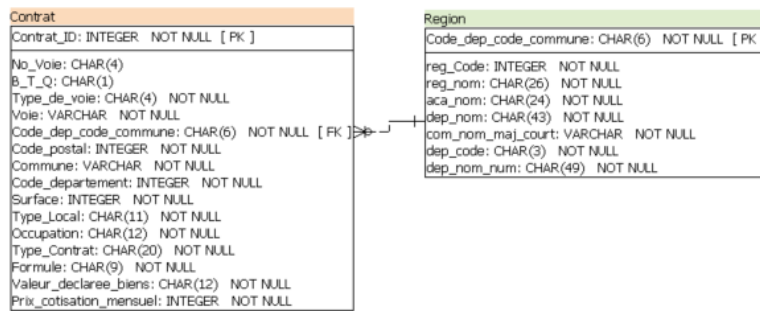 Contrat
Contrat_ID: INTEGER NOT NULL [ PK ]
No_Voie: CHAR(4)
B_T_Q: CHAR(1)
Type_de_voie: CHAR(4) NOT NULL
Voie: VARCHAR NOT NULL
Code_dep_code_commune: CHAR(6) NOT NULL [ FK ]
Code_postal: INTEGER NOT NULL
Commune: VARCHAR NOT NULL
Code_departement: INTEGER NOT NULL
Surface: INTEGER NOT NULL
Type_Local: CHAR(11) NOT NULL
Occupation: CHAR(12) NOT NULL
Type_Contrat: CHAR(20) NOT NULL
Formule: CHAR(9) NOT NULL
Valeur_declaree_biens: CHAR(12) NOT NULL
Prix_cotisation_mensuel: INTEGER NOT NULL
Region
Code_dep_code_commune: CHAR(6) NOT NULL [ PK
reg_Code: INTEGER NOT NULL
reg_nom: CHAR(26) NOT NULL
aca_nom: CHAR(24) NOT NULL
dep_nom: CHAR(43) NOT NULL
com_nom_maj_court: VARCHAR NOT NULL
dep_code: CHAR(3) NOT NULL
dep_nom_num: CHAR(49) NOT NULL